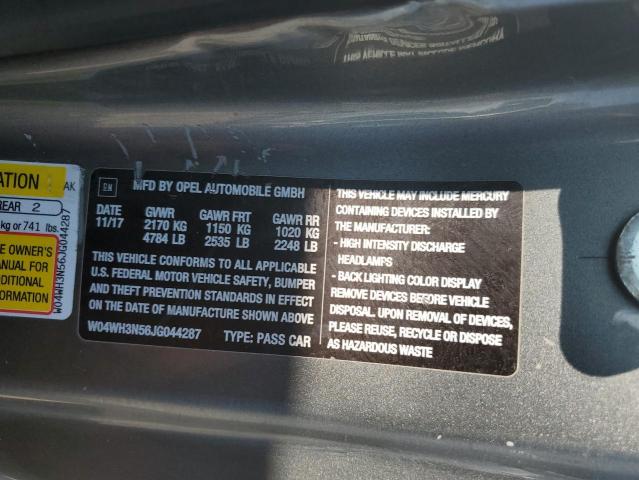 ATION
AK
REAR 2
kg or 741 lbs.
E OWNER'S
MANUAL FOR
ADDITIONAL
INFORMATION
W04WH3N56JG044287
GM MFD BY OPEL AUTOMOBILE GMBH
DATE GVWR GAWR FRT GAWR RR
11/17 2170 KG 1150 KG 1020 KG
4784 LB 2535 LB 2248 LB
THIS VEHICLE CONFORMS TO ALL APPLICABLE
U.S. FEDERAL MOTOR VEHICLE SAFETY, BUMPER
AND THEFT PREVENTION STANDARDS IN EFFECT
ON THE DATE OF MANUFACTURE SHOWN ABOVE
W04WH3N56JG044287 TYPE: PASS CAR
THIS VEHICLE MAY INCLUDE MERCURY
CONTAINING DEVICES INSTALLED BY
THE MANUFACTURER:
- HIGH INTENSITY DISCHARGE
HEADLAMPS
- BACK LIGHTING COLOR DISPLAY
REMOVE DEVICES BEFORE VEHICLE
DISPOSAL. UPON REMOVAL OF DEVICES,
PLEASE REUSE, RECYCLE OR DISPOSE
AS HAZARDOUS WASTE